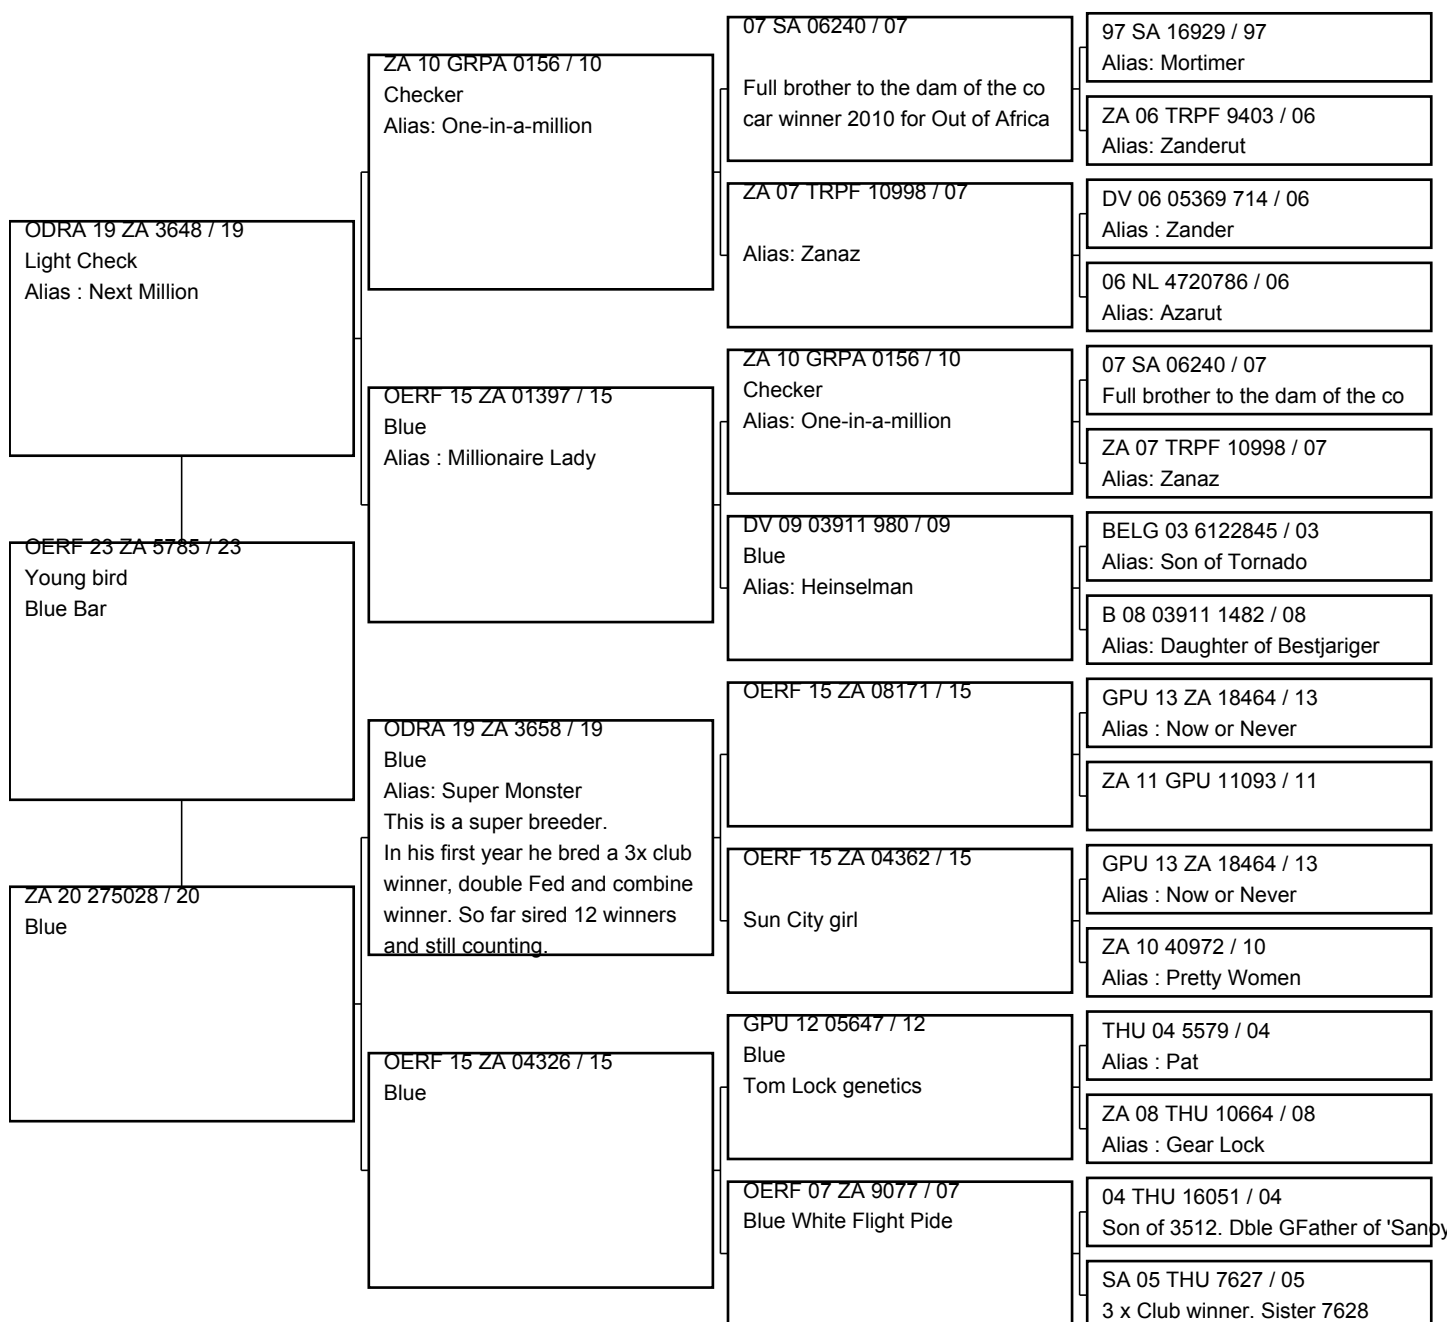 ODRA 19 ZA 3648 / 19
Light Check
Alias : Next Million
OERF 23 ZA 5785 / 23
Young bird
Blue Bar
ZA 20 275028 / 20
Blue
ZA 10 GRPA 0156 / 10
Checker
Alias: One-in-a-million
OERF 15 ZA 01397 / 15
Blue
Alias : Millionaire Lady
ODRA 19 ZA 3658 / 19
Blue
Alias: Super Monster
This is a super breeder.
In his first year he bred a 3x club
winner, double Fed and combine
winner. So far sired 12 winners
and still counting.
OERF 15 ZA 04326 / 15
Blue
07 SA 06240 / 07
Full brother to the dam of the co
car winner 2010 for Out of Africa
ZA 07 TRPF 10998 / 07
Alias: Zanaz
ZA 10 GRPA 0156 / 10
Checker
Alias: One-in-a-million
DV 09 03911 980 / 09
Blue
Alias: Heinselman
OERF 15 ZA 08171 / 15
OERF 15 ZA 04362 / 15
Sun City girl
GPU 12 05647 / 12
Blue
Tom Lock genetics
OERF 07 ZA 9077 / 07
Blue White Flight Pide
97 SA 16929 / 97
Alias: Mortimer
ZA 06 TRPF 9403 / 06
Alias: Zanderut
DV 06 05369 714 / 06
Alias : Zander
06 NL 4720786 / 06
Alias: Azarut
07 SA 06240 / 07
Full brother to the dam of the co
ZA 07 TRPF 10998 / 07
Alias: Zanaz
BELG 03 6122845 / 03
Alias: Son of Tornado
B 08 03911 1482 / 08
Alias: Daughter of Bestjariger
GPU 13 ZA 18464 / 13
Alias : Now or Never
ZA 11 GPU 11093 / 11
GPU 13 ZA 18464 / 13
Alias : Now or Never
ZA 10 40972 / 10
Alias : Pretty Women
THU 04 5579 / 04
Alias : Pat
ZA 08 THU 10664 / 08
Alias : Gear Lock
04 THU 16051 / 04
Son of 3512. Dble GFather of 'Sanoy
SA 05 THU 7627 / 05
3 x Club winner. Sister 7628